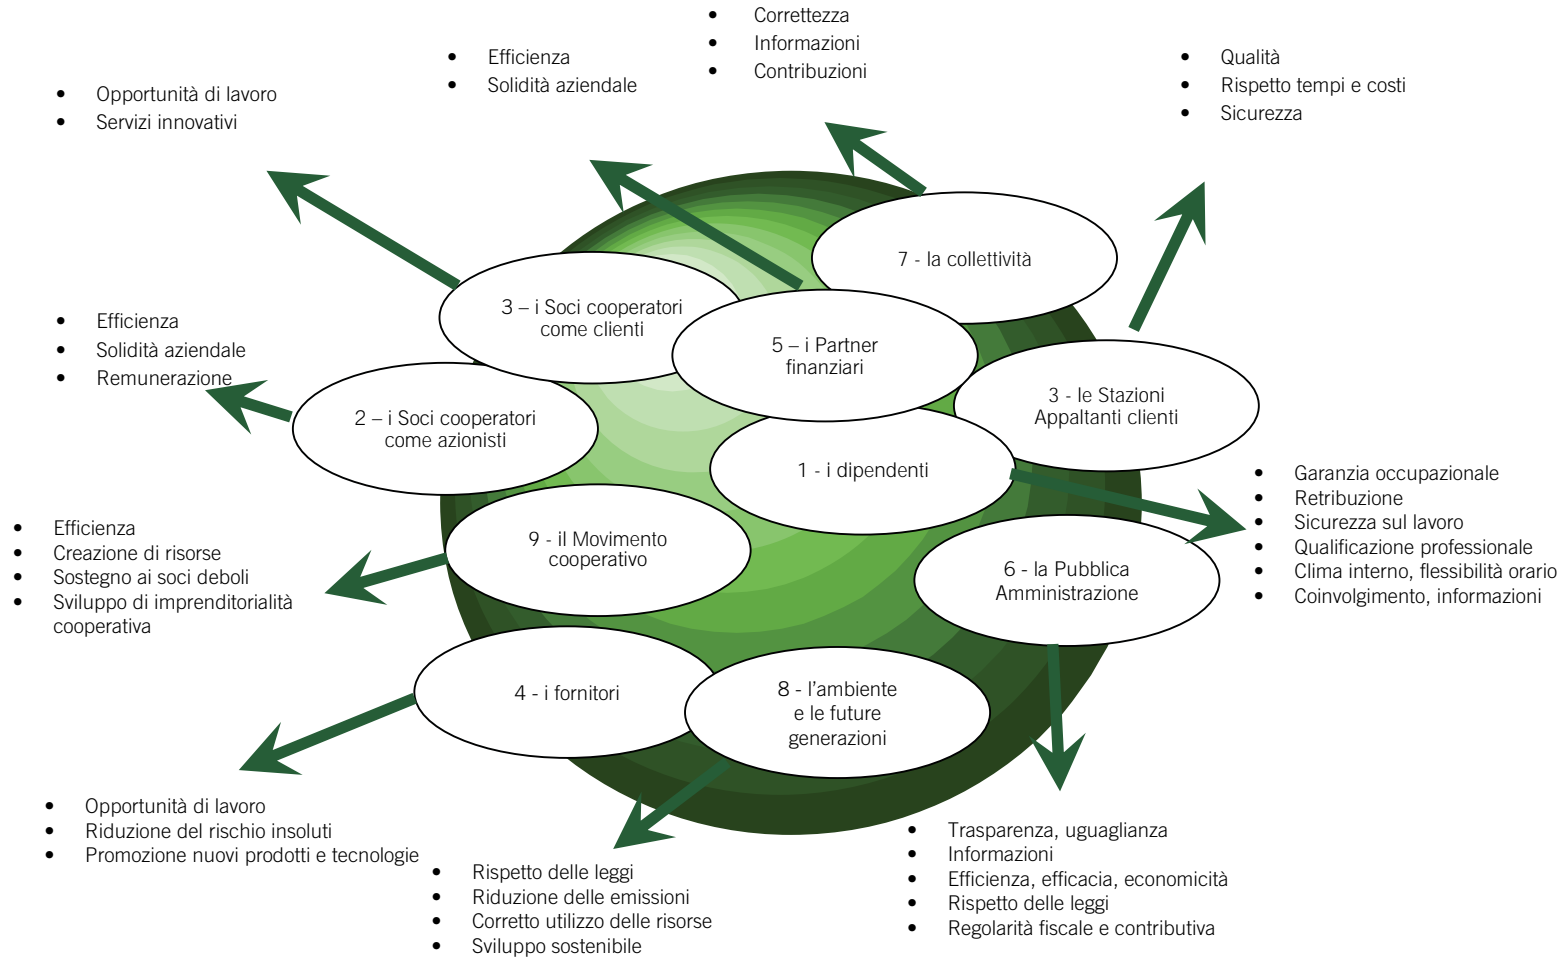 • Correttezza
• Informazioni
• Contribuzioni
• Efficienza
• Solidità aziendale
• Qualità
• Rispetto tempi e costi
• Sicurezza
• Opportunità di lavoro
• Servizi innovativi
7 - la collettività
3 – i Soci cooperatori
come clienti
5 – i Partner
finanziari
• Efficienza
• Solidità aziendale
• Remunerazione
3 - le Stazioni
Appaltanti clienti
2 – i Soci cooperatori
come azionisti
1 - i dipendenti
• Garanzia occupazionale
• Retribuzione
• Sicurezza sul lavoro
• Qualificazione professionale
• Clima interno, flessibilità orario
• Coinvolgimento, informazioni
• Efficienza
• Creazione di risorse
• Sostegno ai soci deboli
• Sviluppo di imprenditorialità
cooperativa
9 - il Movimento
cooperativo
6 - la Pubblica
Amministrazione
4 - i fornitori
8 - l'ambiente
e le future
generazioni
• Opportunità di lavoro
• Riduzione del rischio insoluti
• Promozione nuovi prodotti e tecnologie
• Rispetto delle leggi
• Riduzione delle emissioni
• Corretto utilizzo delle risorse
• Sviluppo sostenibile
• Trasparenza, uguaglianza
• Informazioni
• Efficienza, efficacia, economicità
• Rispetto delle leggi
• Regolarità fiscale e contributiva